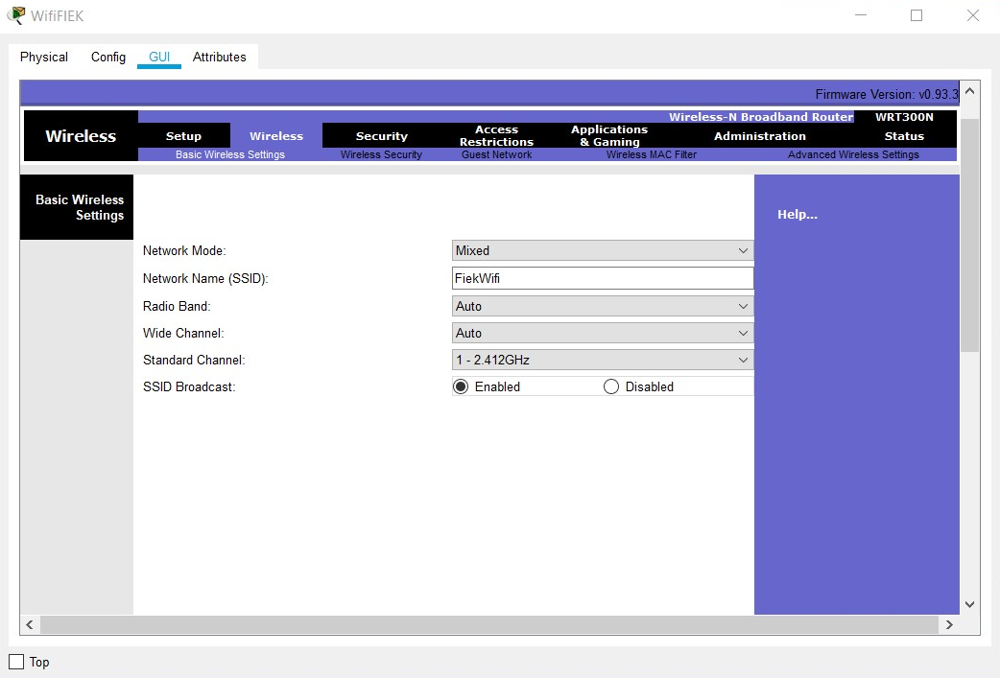 WifiFIEK
Physical Config GUI Attributes
Firmware Version: v0.93.3
Wireless-N Broadband Router WRT300N
Wireless
Setup Wireless Security Access Restrictions Applications & Gaming Administration Status
Basic Wireless Settings Wireless Security Guest Network Wireless MAC Filter Advanced Wireless Settings
Basic Wireless
Settings
Help...
Network Mode: Mixed
Network Name (SSID): FiekWifi
Radio Band: Auto
Wide Channel: Auto
Standard Channel: 1 - 2.412GHz
SSID Broadcast: Enabled Disabled
Top